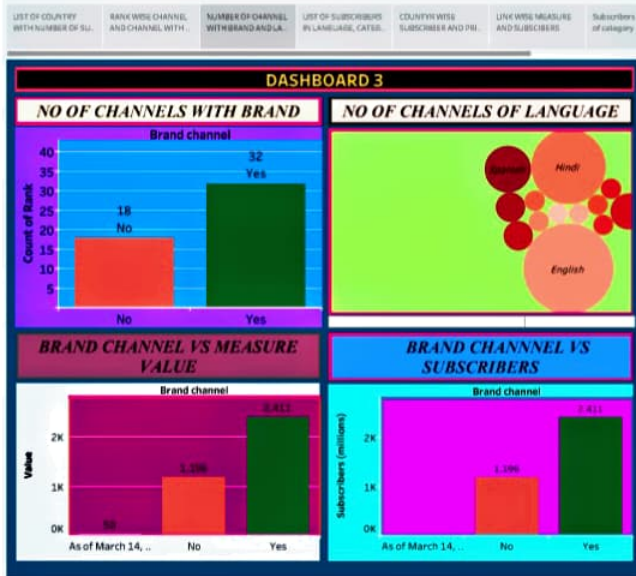 LIST OF COUNTRY
WITH NUMBER OF SU..
RANK WISE CHANNEL
AND CHANNEL WITH ..
NUMBER OF CHANNEL
WITH BRAND AND LA..
LIST OF SUBSCRIBERS
IN LANGUAGE, CATEG..
COUNTYR WISE
SUBSCRIBER AND PRI..
LINK WISE MEASURE
AND SUBSCIBERS
Subscribers
of category
DASHBOARD 3
NO OF CHANNELS WITH BRAND
NO OF CHANNELS OF LANGUAGE
Brand channel
Count of Rank
40
35
30
25
20
15
10
5
18
No
32
Yes
No
Yes
Hindi
English
BRAND CHANNEL VS MEASURE
VALUE
BRAND CHANNNEL VS
SUBSCRIBERS
Brand channel
Value
2K
1K
0K
1,196
2,411
As of March 14, ..
No
Yes
Brand channel
Subscribers (millions)
2K
1K
0K
1,196
2,411
As of March 14, ..
No
Yes